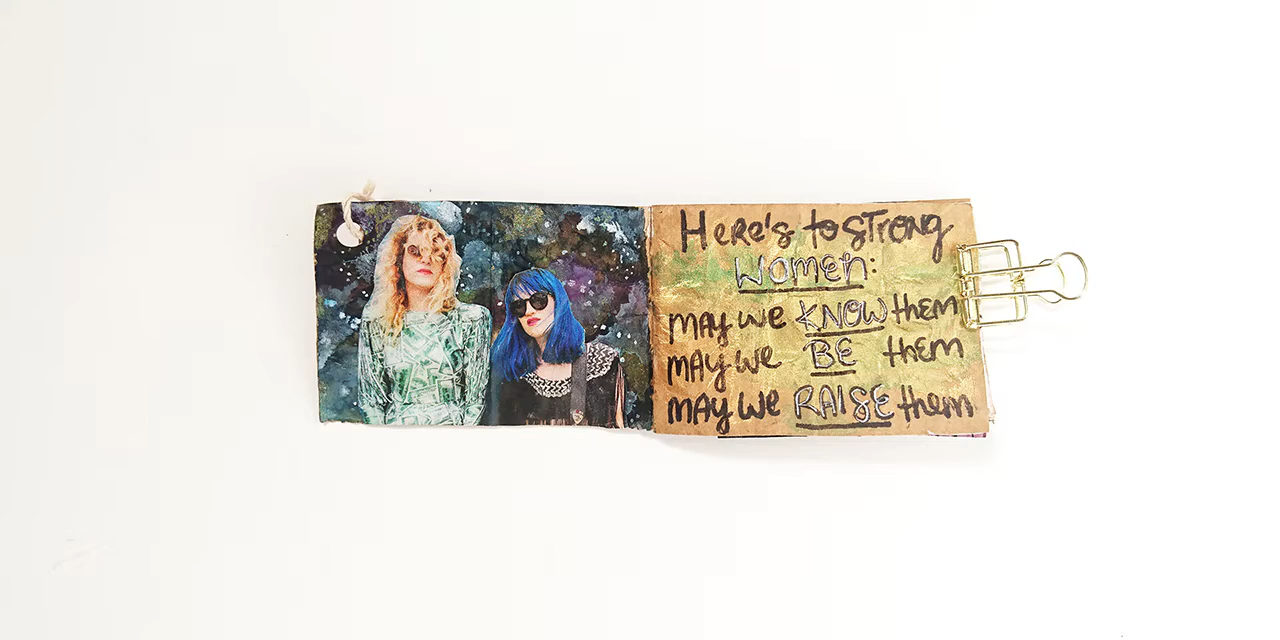 Here's to strong
women:
may we KNOW them
may we BE them
may we RAISE them